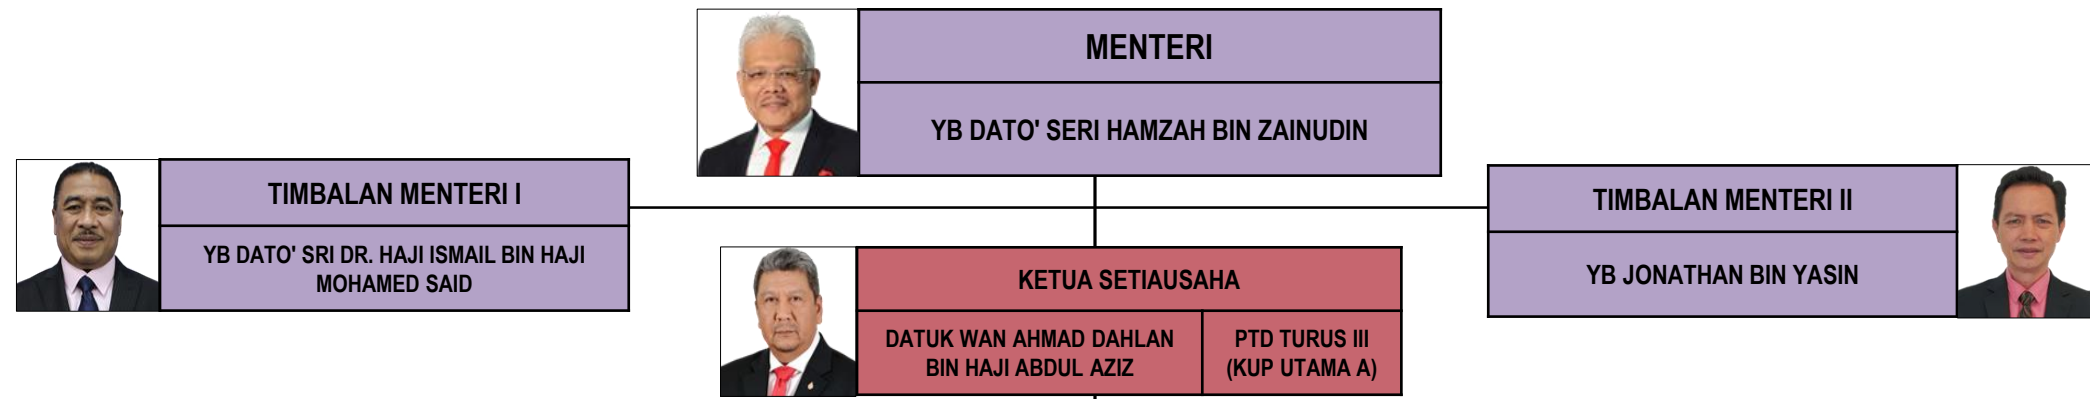 MENTERI
YB DATO' SERI HAMZAH BIN ZAINUDIN
TIMBALAN MENTERI I
YB DATO' SRI DR. HAJI ISMAIL BIN HAJI
MOHAMED SAID
TIMBALAN MENTERI II
YB JONATHAN BIN YASIN
KETUA SETIAUSAHA
DATUK WAN AHMAD DAHLAN
BIN HAJI ABDUL AZIZ
PTD TURUS III
(KUP UTAMA A)